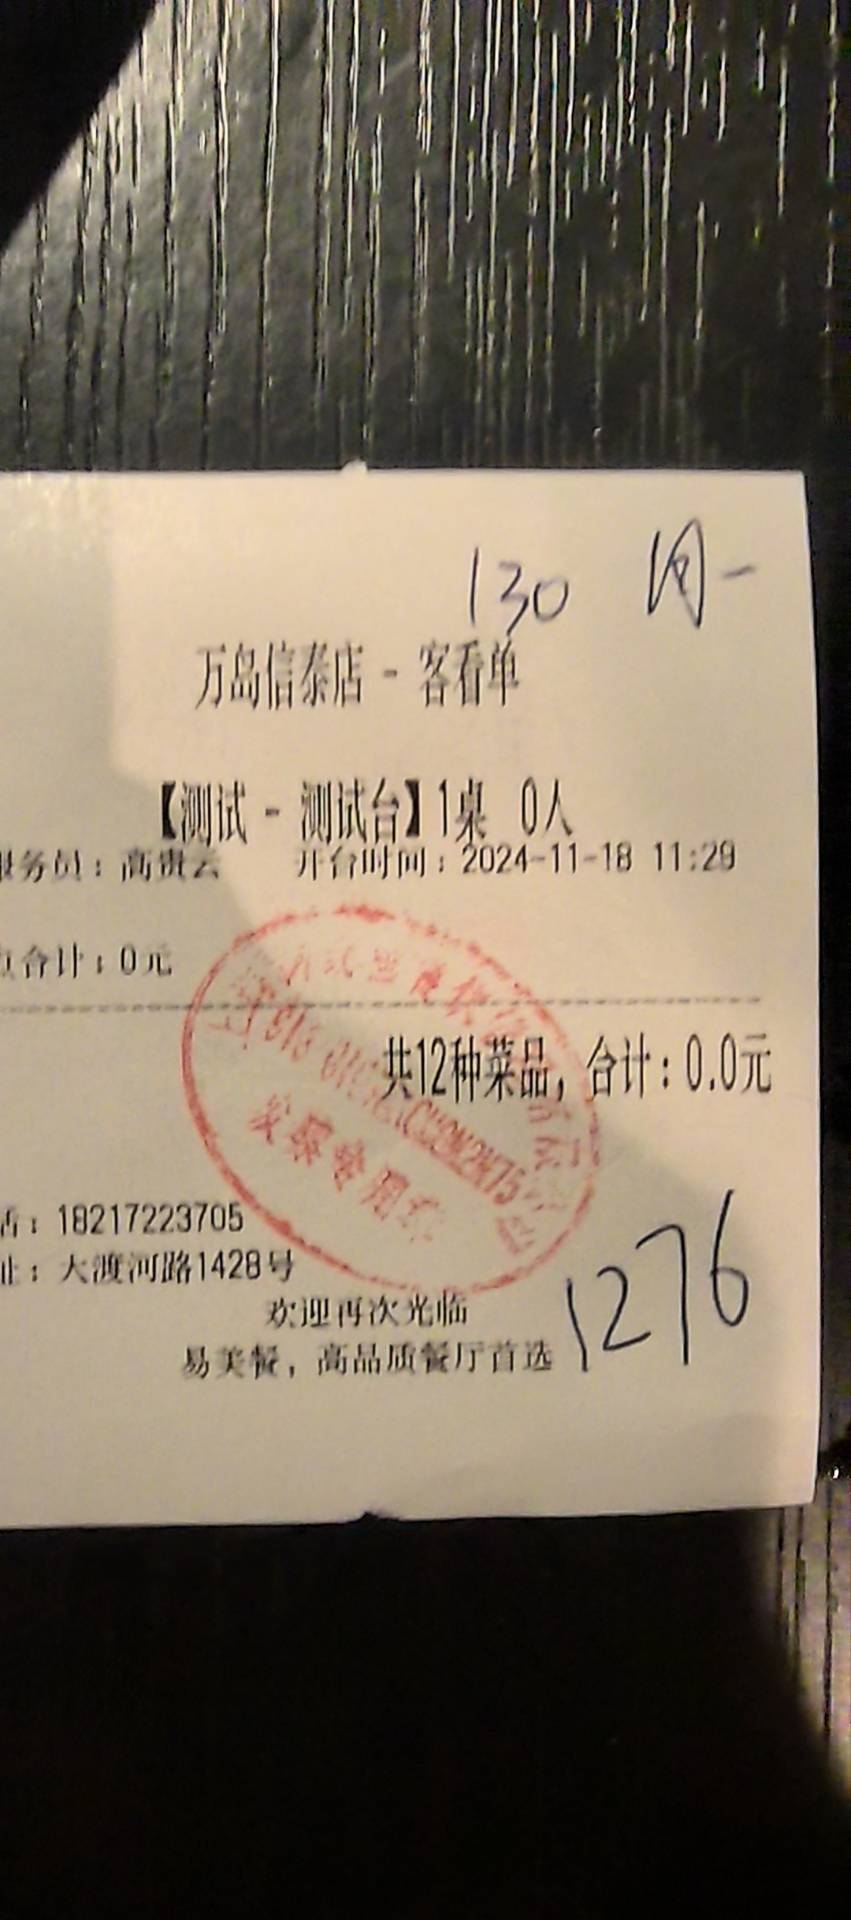 130 周一
万岛信泰店 - 客看单
【测试 - 测试台】1桌 0人
服务员：高贵云 开台时间：2024-11-18 11:29
合计：0元
共12种菜品，合计：0.0元
发票专用章
话：18217223705
址：大渡河路1428号
欢迎再次光临
易美餐，高品质餐厅首选
1276